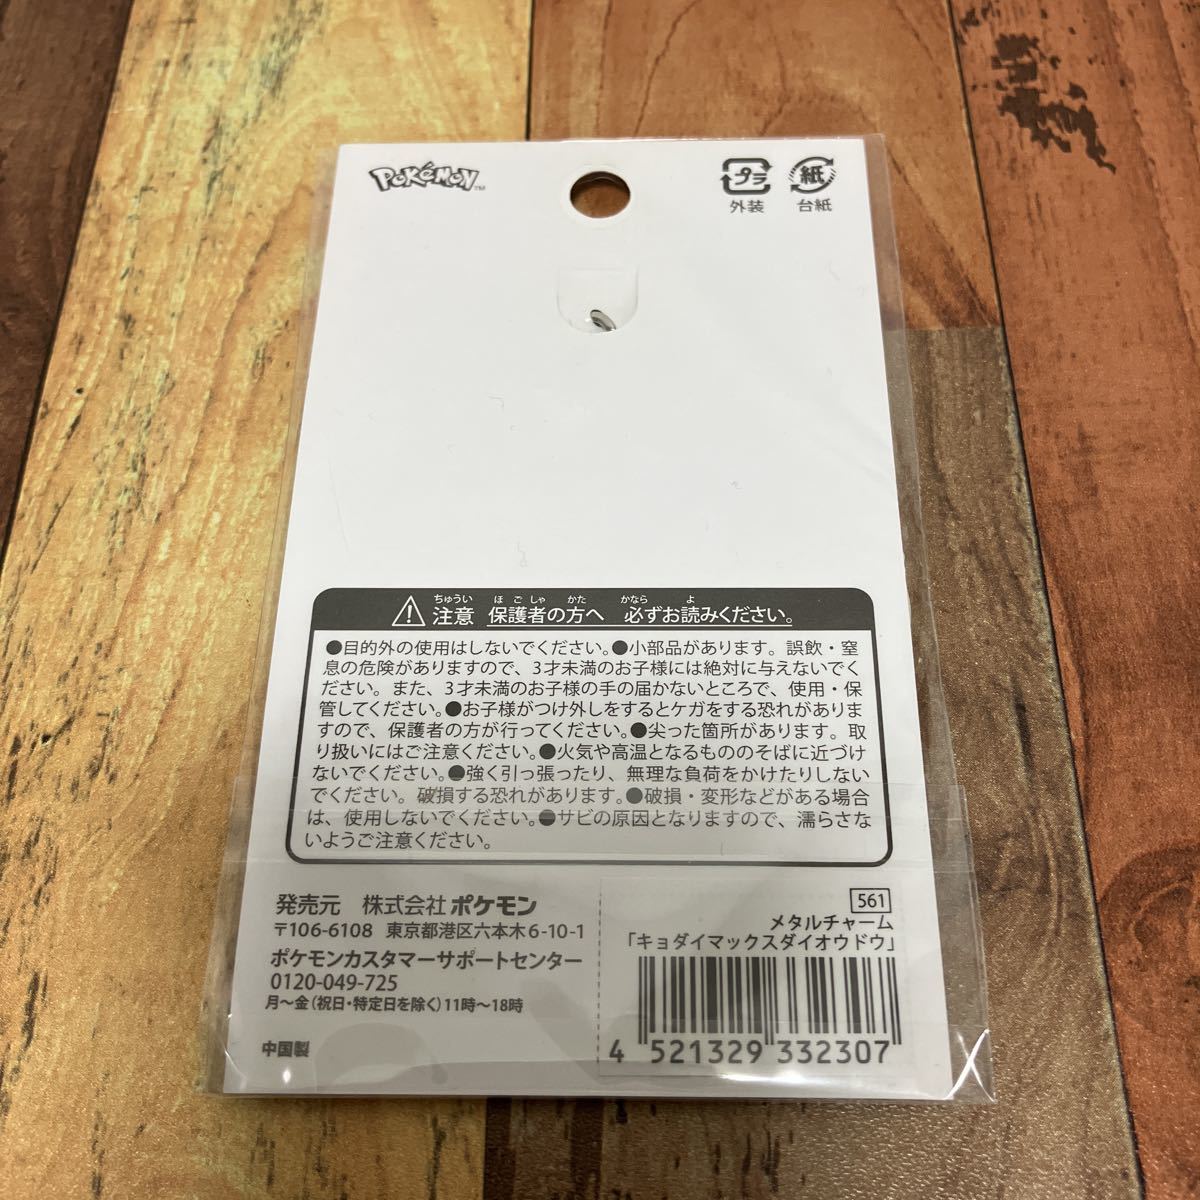 POKéMON™
プラ
外装
紙
台紙
ちゅうい ほごしゃ かた かなら よ
注意 保護者の方へ 必ずお読みください。
●目的外の使用はしないでください。●小部品があります。誤飲・窒
息の危険がありますので、3才未満のお子様には絶対に与えないでく
ださい。また、3才未満のお子様の手の届かないところで、使用・保
管してください。●お子様がつけ外しをするとケガをする恐れがありま
すので、保護者の方が行ってください。●尖った箇所があります。取
り扱いにはご注意ください。●火気や高温となるもののそばに近づけ
ないでください。●強く引っ張ったり、無理な負荷をかけたりしない
でください。破損する恐れがあります。●破損・変形などがある場合
は、使用しないでください。●サビの原因となりますので、濡らさな
いようご注意ください。
発売元 株式会社ポケモン
〒106-6108 東京都港区六本木6-10-1
ポケモンカスタマーサポートセンター
0120-049-725
月～金(祝日・特定日を除く)11時～18時
中国製
561
メタルチャーム
「キョダイマックスダイオウドウ」
4 521329 332307